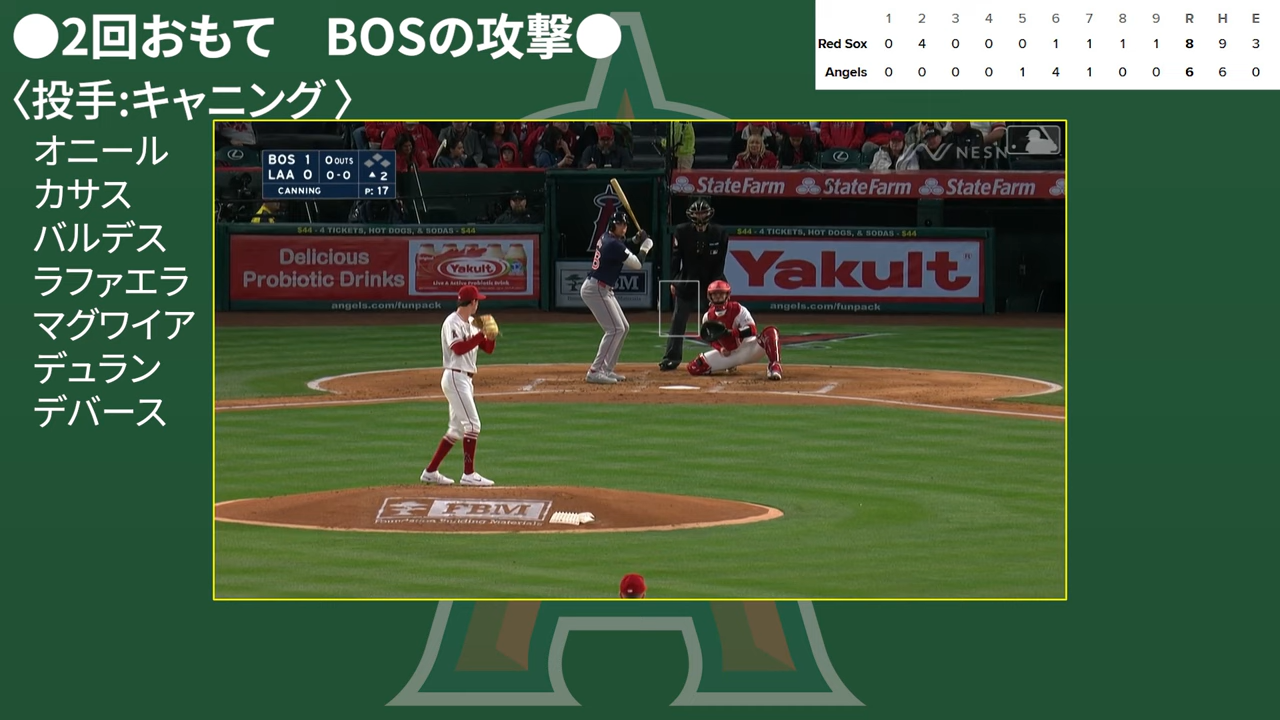 ●2回おもて　BOSの攻撃●
〈投手:キャニング〉
オニール
カサス
バルデス
ラファエラ
マグワイア
デュラン
デバース
1 2 3 4 5 6 7 8 9 R H E
Red Sox 0 4 0 0 0 1 1 1 1 8 9 3
Angels 0 0 0 0 1 4 1 0 0 6 6 0
NESN
BOS 1 0 OUTS
LAA 0 0-0 ▲2
CANNING P: 17
StateFarm StateFarm StateFarm
$44 - 4 TICKETS, HOT DOGS, & SODAS - $44
$44 - 4 TICKETS, HOT DOGS, & SODAS - $44
Delicious
Probiotic Drinks
Yakult
angels.com/funpack
FBM
Yakult
angels.com/funpack
FBM
Foundation Building Materials